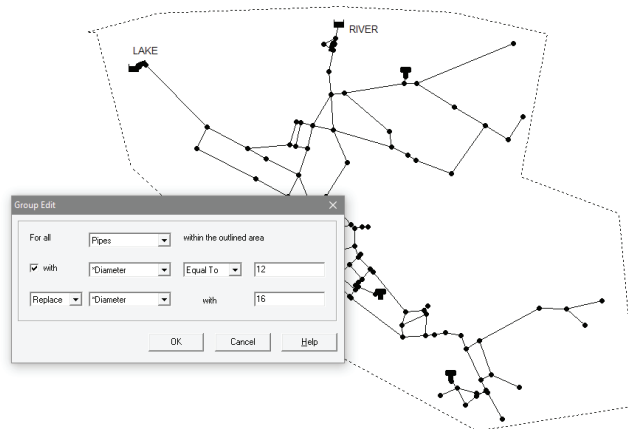 RIVER
LAKE
Group Edit
For all Pipes within the outlined area
with *Diameter Equal To 12
Replace *Diameter with 16
OK Cancel Help